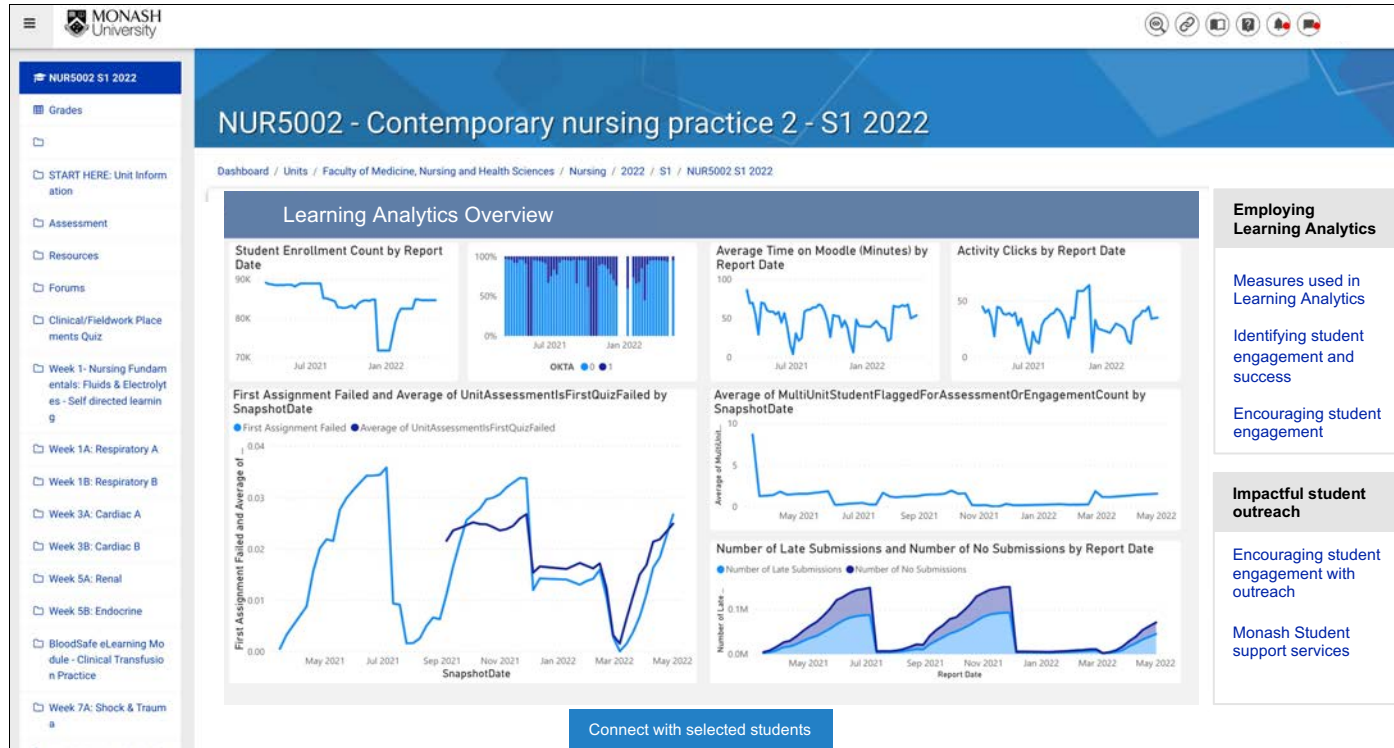 MONASH
University
NUR5002 S1 2022
Grades
START HERE: Unit Inform
ation
Assessment
Resources
Forums
Clinical/Fieldwork Place
ments Quiz
Week 1- Nursing Fundam
entals: Fluids & Electrolyt
es - Self directed learnin
g
Week 1A: Respiratory A
Week 1B: Respiratory B
Week 3A: Cardiac A
Week 3B: Cardiac B
Week 5A: Renal
Week 5B: Endocrine
BloodSafe eLearning Mo
dule - Clinical Transfusio
n Practice
Week 7A: Shock & Traum
a
NUR5002 - Contemporary nursing practice 2 - S1 2022
Dashboard / Units / Faculty of Medicine, Nursing and Health Sciences / Nursing / 2022 / S1 / NUR5002 S1 2022
Learning Analytics Overview
Student Enrollment Count by Report
Date
90K
80K
70K
Jul 2021 Jan 2022
100%
50%
0%
Jul 2021 Jan 2022
OKTA 0 1
Average Time on Moodle (Minutes) by
Report Date
100
50
0
Jul 2021 Jan 2022
Activity Clicks by Report Date
50
0
Jul 2021 Jan 2022
First Assignment Failed and Average of UnitAssessmentIsFirstQuizFailed by
SnapshotDate
First Assignment Failed Average of UnitAssessmentIsFirstQuizFailed
First Assignment Failed and Average of ...
0.04
0.03
0.02
0.01
0.00
May 2021 Jul 2021 Sep 2021 Nov 2021 Jan 2022 Mar 2022 May 2022
SnapshotDate
Average of MultiUnitStudentFlaggedForAssessmentOrEngagementCount by
SnapshotDate
Average of MultiUnit...
10
5
0
May 2021 Jul 2021 Sep 2021 Nov 2021 Jan 2022 Mar 2022 May 2022
Number of Late Submissions and Number of No Submissions by Report Date
Number of Late Submissions Number of No Submissions
Number of Late ...
0.1M
0.0M
May 2021 Jul 2021 Sep 2021 Nov 2021 Jan 2022 Mar 2022 May 2022
Report Date
Connect with selected students
Employing
Learning Analytics
Measures used in
Learning Analytics
Identifying student
engagement and
success
Encouraging student
engagement
Impactful student
outreach
Encouraging student
engagement with
outreach
Monash Student
support services